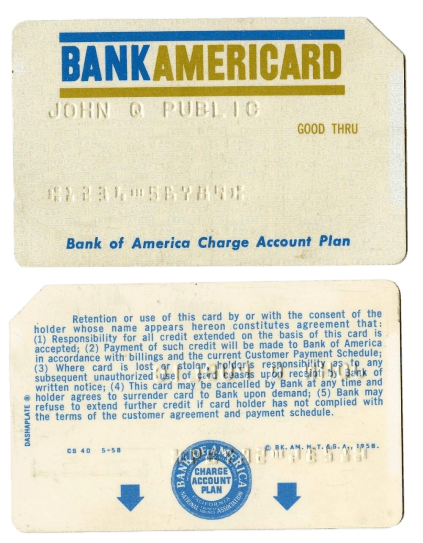 BANKAMERICARD
JOHN Q PUBLIC
GOOD THRU
Bank of America Charge Account Plan
Retention or use of this card by or with the consent of the
holder whose name appears hereon constitutes agreement that:
(1) Responsibility for all credit extended on the basis of this card is
accepted; (2) Payment of such credit will be made to Bank of America
in accordance with billings and the current Customer Payment Schedule;
(3) Where card is lost or stolen holder's responsibility as to any
subsequent unauthorized use of card ceases upon receipt by Bank of
written notice; (4) This card may be cancelled by Bank at any time and
holder agrees to surrender card to Bank upon demand; (5) Bank may
refuse to extend further credit if card holder has not complied with
the terms of the customer agreement and payment schedule.
DASHAPLATE ®
CS 40 5-58
© BK. AM. N.T.&S.A., 1958.
BANK OF AMERICA
CHARGE
ACCOUNT
PLAN
CALIFORNIA